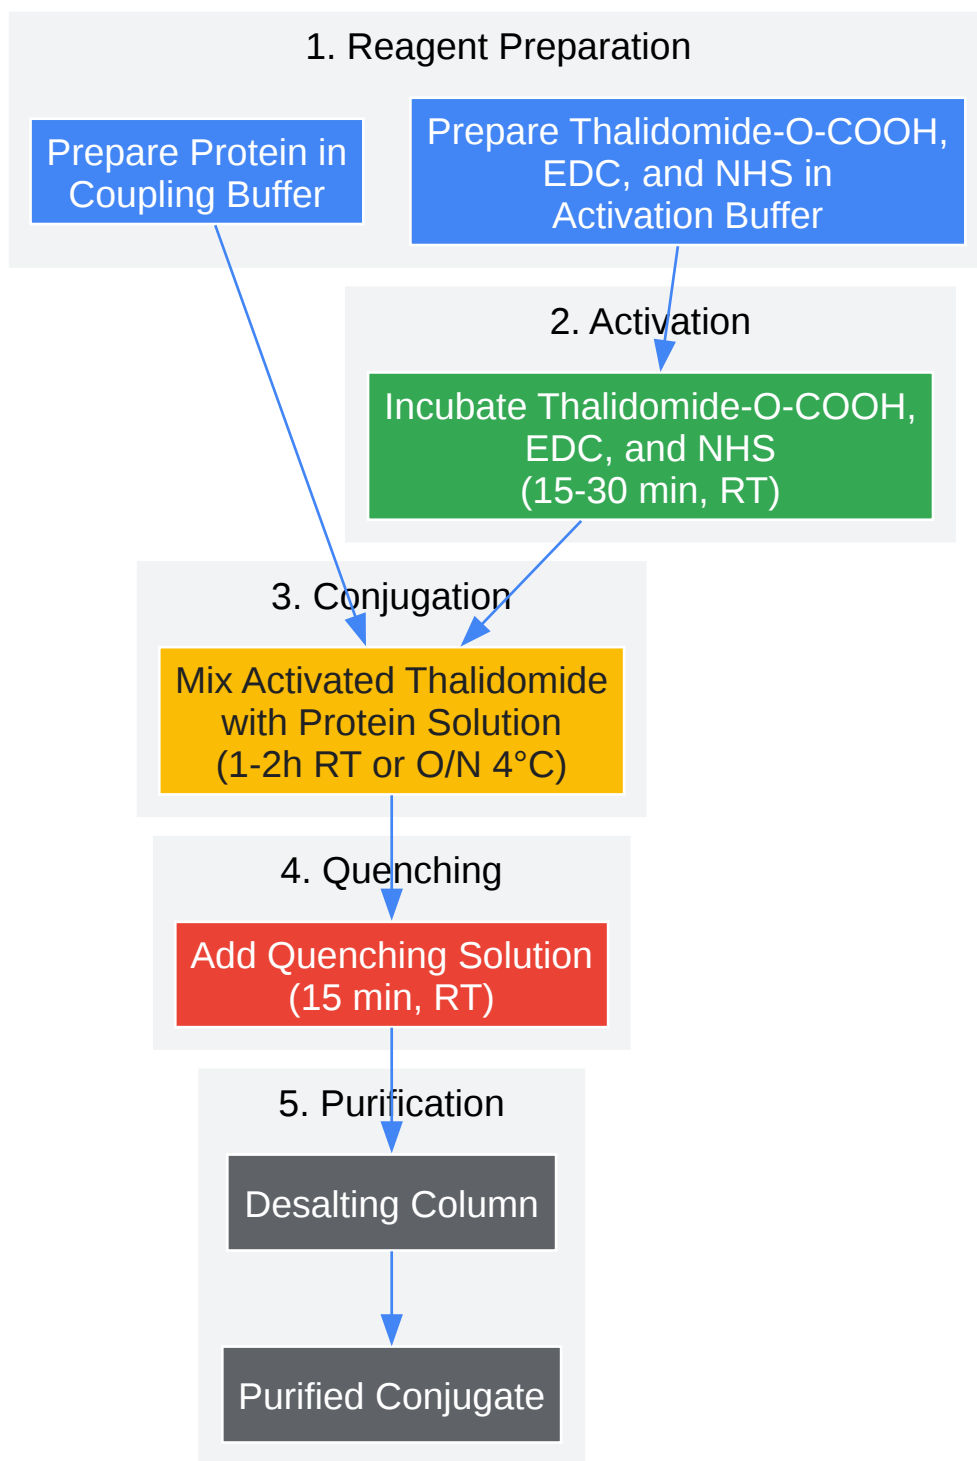 1. Reagent Preparation
Prepare Protein in
Coupling Buffer
Prepare Thalidomide-O-COOH,
EDC, and NHS in
Activation Buffer
2. Activation
Incubate Thalidomide-O-COOH,
EDC, and NHS
(15-30 min, RT)
3. Conjugation
Mix Activated Thalidomide
with Protein Solution
(1-2h RT or O/N 4°C)
4. Quenching
Add Quenching Solution
(15 min, RT)
5. Purification
Desalting Column
Purified Conjugate